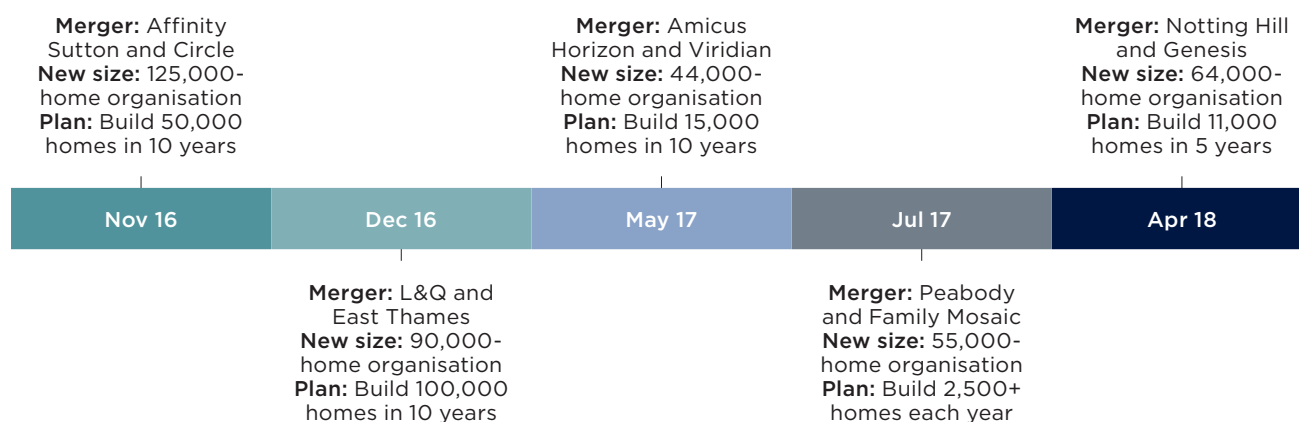 Merger: Affinity
Sutton and Circle
New size: 125,000-
home organisation
Plan: Build 50,000
homes in 10 years
Merger: Amicus
Horizon and Viridian
New size: 44,000-
home organisation
Plan: Build 15,000
homes in 10 years
Merger: Notting Hill
and Genesis
New size: 64,000-
home organisation
Plan: Build 11,000
homes in 5 years
Nov 16
Dec 16
May 17
Jul 17
Apr 18
Merger: L&Q and
East Thames
New size: 90,000-
home organisation
Plan: Build 100,000
homes in 10 years
Merger: Peabody
and Family Mosaic
New size: 55,000-
home organisation
Plan: Build 2,500+
homes each year